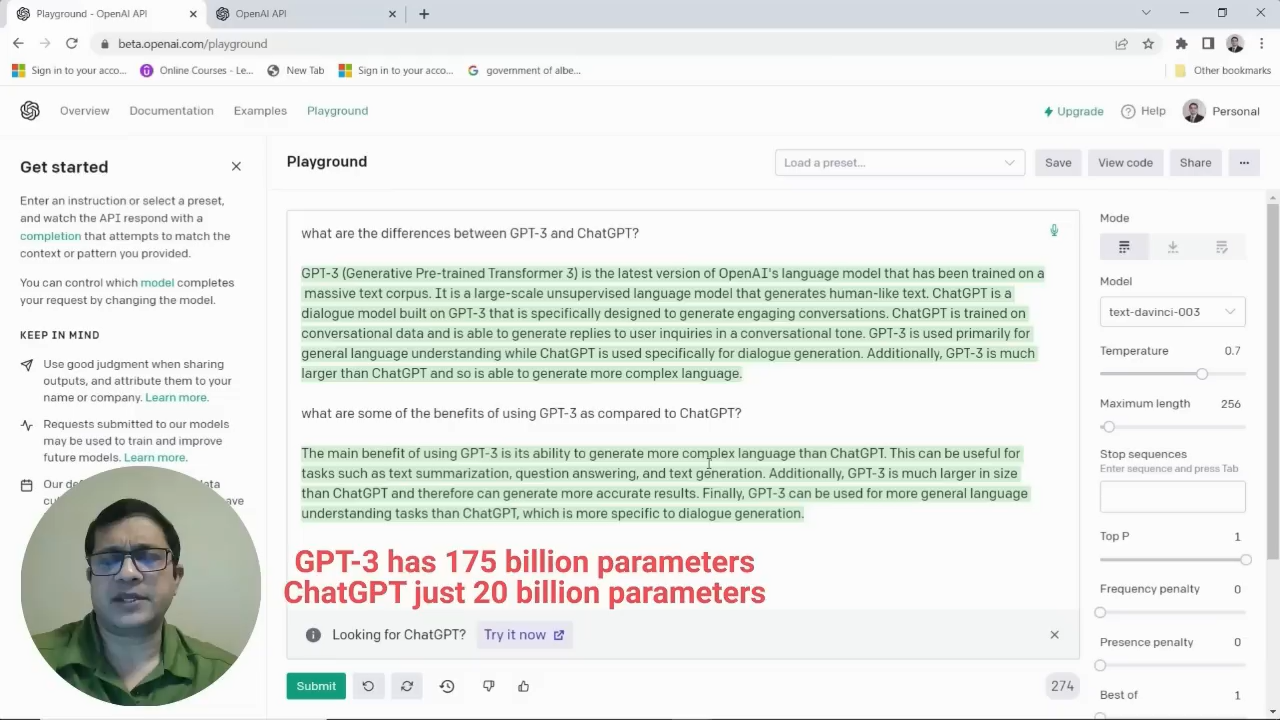 Playground - OpenAI API
OpenAI API
beta.openai.com/playground
Sign in to your acco...
Online Courses - Le...
New Tab
Sign in to your acco...
government of albe...
Other bookmarks
Overview
Documentation
Examples
Playground
Upgrade
Help
Personal
Get started
Enter an instruction or select a preset,
and watch the API respond with a
completion that attempts to match the
context or pattern you provided.
You can control which model completes
your request by changing the model.
KEEP IN MIND
Use good judgment when sharing
outputs, and attribute them to your
name or company. Learn more.
Requests submitted to our models
may be used to train and improve
future models. Learn more.
Our de
data
cu
ave
Playground
Load a preset...
Save
View code
Share
...
what are the differences between GPT-3 and ChatGPT?
GPT-3 (Generative Pre-trained Transformer 3) is the latest version of OpenAI's language model that has been trained on a
massive text corpus. It is a large-scale unsupervised language model that generates human-like text. ChatGPT is a
dialogue model built on GPT-3 that is specifically designed to generate engaging conversations. ChatGPT is trained on
conversational data and is able to generate replies to user inquiries in a conversational tone. GPT-3 is used primarily for
general language understanding while ChatGPT is used specifically for dialogue generation. Additionally, GPT-3 is much
larger than ChatGPT and so is able to generate more complex language.
what are some of the benefits of using GPT-3 as compared to ChatGPT?
The main benefit of using GPT-3 is its ability to generate more complex language than ChatGPT. This can be useful for
tasks such as text summarization, question answering, and text generation. Additionally, GPT-3 is much larger in size
than ChatGPT and therefore can generate more accurate results. Finally, GPT-3 can be used for more general language
understanding tasks than ChatGPT, which is more specific to dialogue generation.
GPT-3 has 175 billion parameters
ChatGPT just 20 billion parameters
Looking for ChatGPT? Try it now
Submit
274
Mode
Model
text-davinci-003
Temperature 0.7
Maximum length 256
Stop sequences
Enter sequence and press Tab
Top P 1
Frequency penalty 0
Presence penalty 0
Best of 1